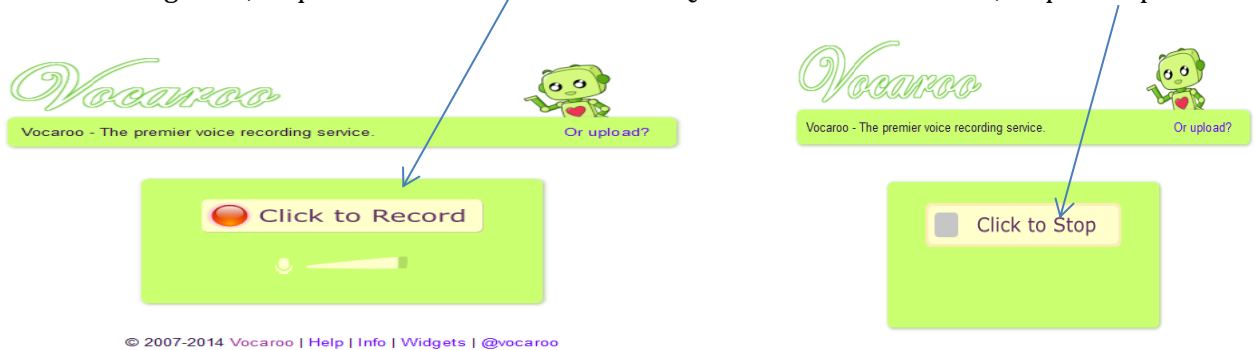 Vocaroo
Vocaroo - The premier voice recording service.
Or upload?
Click to Record
© 2007-2014 Vocaroo | Help | Info | Widgets | @vocaroo
Vocaroo
Vocaroo - The premier voice recording service.
Or upload?
Click to Stop